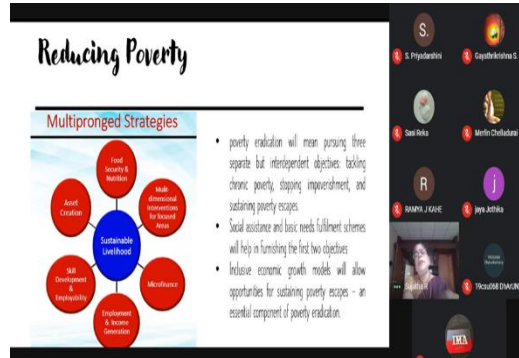 Reducing Poverty
Multipronged Strategies
Food
Security &
Nutrition
Multi-
dimensional
Interventions
for focused
Areas
Microfinance
Employment
& Income
Generation
Skill
Development
& Employability
Asset
Creation
Sustainable
Livelihood
• poverty eradication will mean pursuing three
separate but interdependent objectives: tackling
chronic poverty, stopping impoverishment, and
sustaining poverty escapes.
• Social assistance and basic needs fulfilment schemes
will help in furnishing the first two objectives
• Inclusive economic growth models will allow
opportunities for sustaining poverty escapes – an
essential component of poverty eradication.
S.
S. Priyadarshini
Gayathrikrishna S.
Sasi Reka
Merlin Chelladurai
R
RAMYA J KAHE
j
jaya Jothika
19csu068 DhArUN
IMA